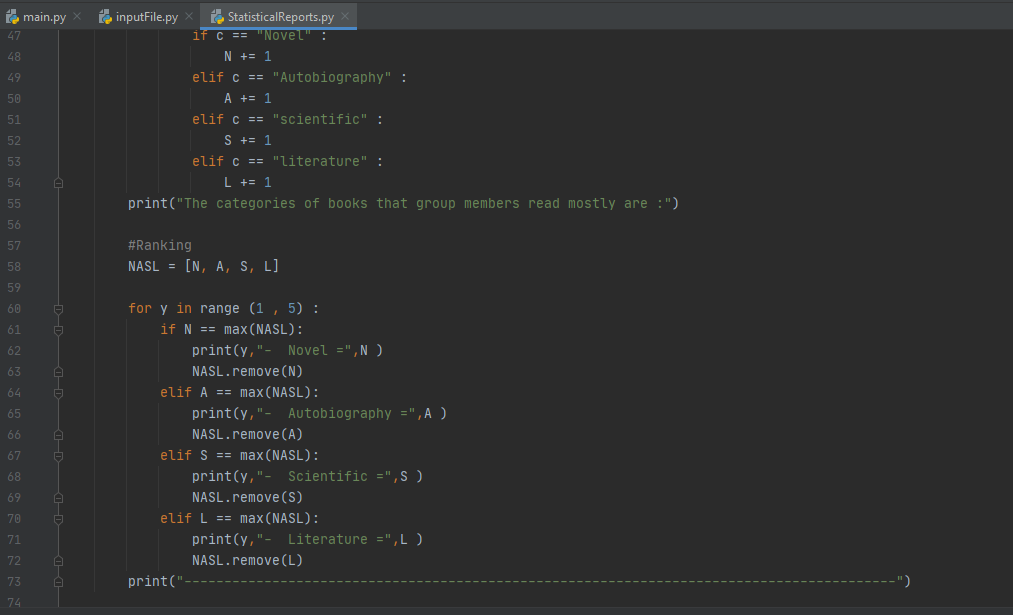 main.py × inputFile.py × StatisticalReports.py ×
47 if c == "Novel" :
48 N += 1
49 elif c == "Autobiography" :
50 A += 1
51 elif c == "scientific" :
52 S += 1
53 elif c == "literature" :
54 L += 1
55 print("The categories of books that group members read mostly are :")
56
57 #Ranking
58 NASL = [N, A, S, L]
59
60 for y in range (1 , 5) :
61 if N == max(NASL):
62 print(y,"-  Novel =",N )
63 NASL.remove(N)
64 elif A == max(NASL):
65 print(y,"-  Autobiography =",A )
66 NASL.remove(A)
67 elif S == max(NASL):
68 print(y,"-  Scientific =",S )
69 NASL.remove(S)
70 elif L == max(NASL):
71 print(y,"-  Literature =",L )
72 NASL.remove(L)
73 print("-----------------------------------------------------------------------------------------")
74